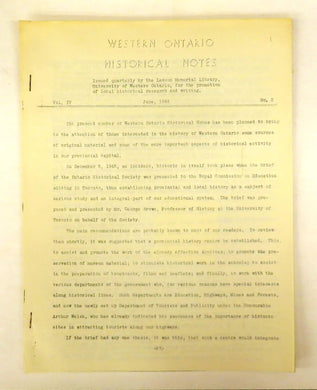 WESTERN ONTARIO
HISTORICAL NOTES
Issued quarterly by the Lawson Memorial Library,
University of Western Ontario, for the promotion
of local historical research and writing.
Vol. IV June, 1946 No. 2
The present number of Western Ontario Historical Notes has been planned to bring
to the attention of those interested in the history of Western Ontario some sources
of original material and some of the more important aspects of historical activity
in our provincial capital.
On December 8, 1945, an incident, historic in itself took place when the brief
of the Ontario Historical Society was presented to the Royal Commission on Education
sitting in Toronto, thus establishing provincial and local history as a subject of
various study and an integral part of our educational system. The brief was pre-
pared and presented by Mr. George Brown, Professor of History at the University of
Toronto on behalf of the Society.
The main recommendations are probably known to most of our readers. To review
them shortly, it was suggested that a provincial history centre be established. This,
to assist and promote the work of the already effective Archives; to promote the pre-
servation of museum material; to stimulate historical work in the schools; to assist in
the preparation of broadcasts, films and booklets; and finally, to work with the
various departments of the government who, for various reasons have special interests
along historical lines. Such Departments are Education, Highways, Mines and Forests,
and now the newly set up Department of Tourists and Publicity under the Honourable
Arthur Welsh, who has already indicated his awareness of the importance of historic
sites in attracting tourists along our highways.
If the brief had any one thesis, it was this, that such a centre would integrate